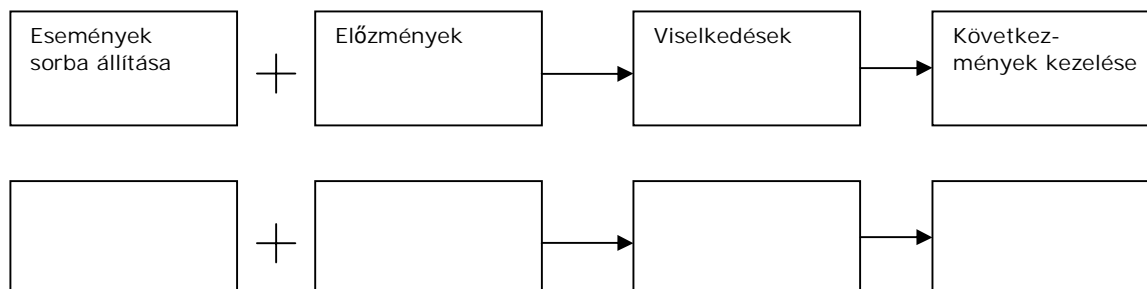 Események
sorba állítása
Előzmények
Viselkedések
Következ-
mények kezelése